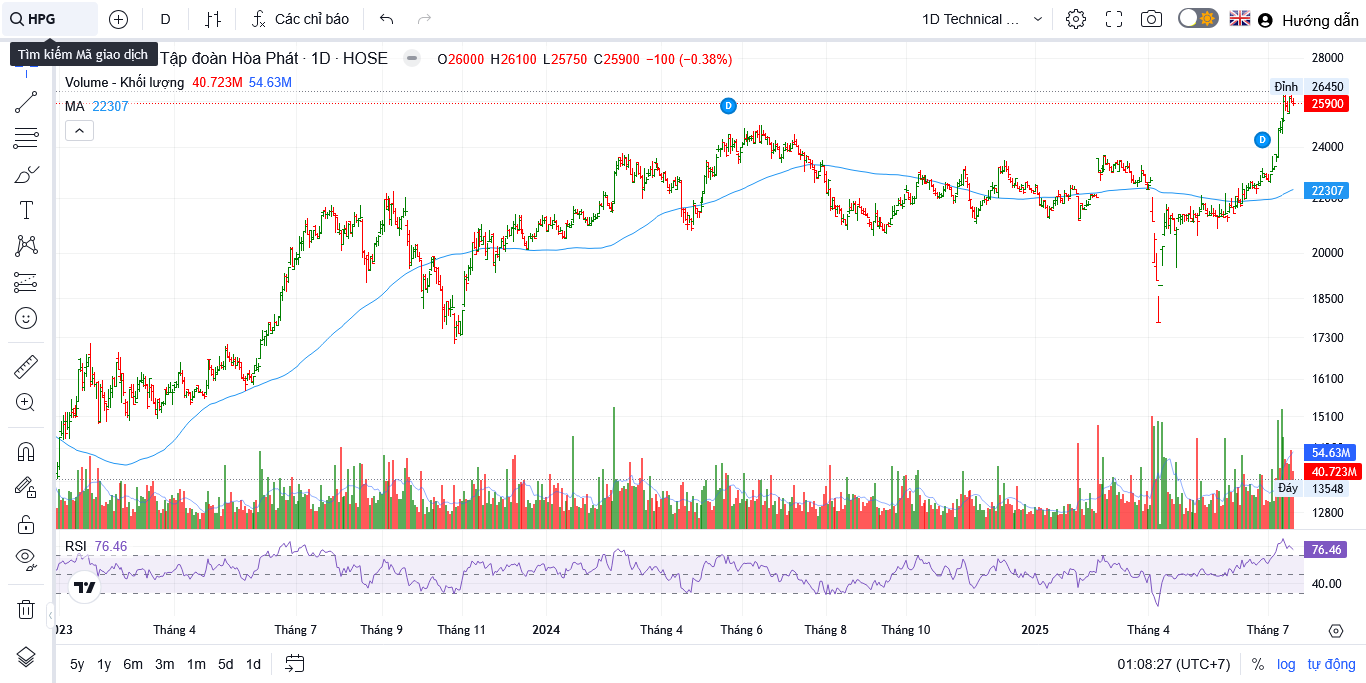 HPG
D
Các chỉ báo
1D Technical ...
Hướng dẫn
Tìm kiếm Mã giao dịch
Tập đoàn Hòa Phát · 1D · HOSE
O26000 H26100 L25750 C25900 −100 (−0.38%)
Volume - Khối lượng 40.723M 54.63M
MA 22307
28000
Đỉnh 26450
25900
D
D
24000
22307
20000
18500
17300
16100
15100
54.63M
40.723M
Đáy 13548
12800
RSI 76.46
76.46
40.00
023 Tháng 4 Tháng 7 Tháng 9 Tháng 11 2024 Tháng 4 Tháng 6 Tháng 8 Tháng 10 2025 Tháng 4 Tháng 7
5y 1y 6m 3m 1m 5d 1d
01:08:27 (UTC+7) % log tự động